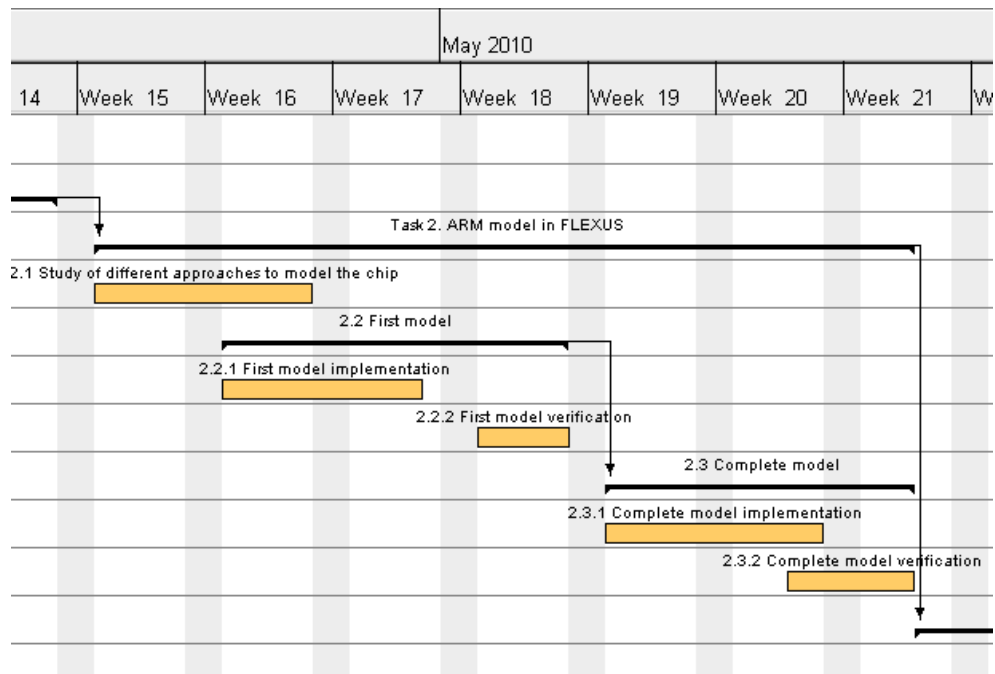 May 2010
14 Week 15 Week 16 Week 17 Week 18 Week 19 Week 20 Week 21 W
Task 2. ARM model in FLEXUS
2.1 Study of different approaches to model the chip
2.2 First model
2.2.1 First model implementation
2.2.2 First model verification
2.3 Complete model
2.3.1 Complete model implementation
2.3.2 Complete model verification